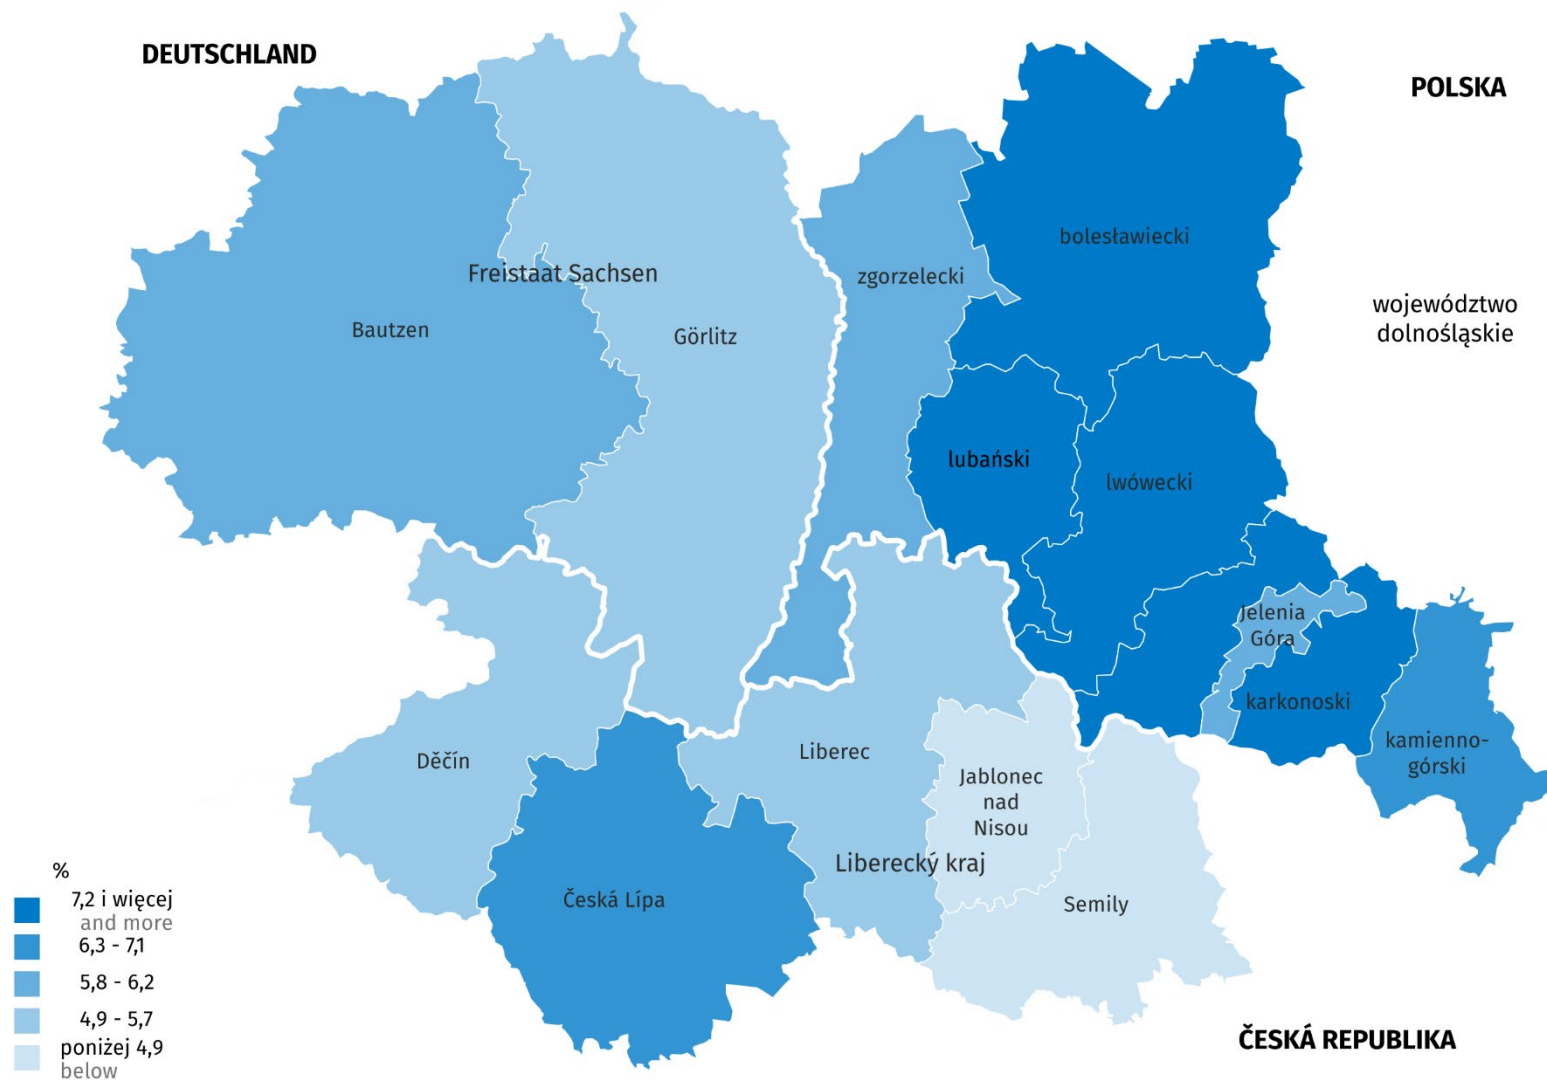 DEUTSCHLAND
POLSKA
bolesławiecki
Freistaat Sachsen
zgorzelecki
województwo
dolnośląskie
Bautzen
Görlitz
lubański
lwówecki
Jelenia
Góra
karkonoski
kamienno-
górski
Děčín
Liberec
Jablonec
nad
Nisou
Liberecký kraj
Česká Lípa
Semily
ČESKÁ REPUBLIKA
%
7,2 i więcej
and more
6,3 - 7,1
5,8 - 6,2
4,9 - 5,7
poniżej 4,9
below